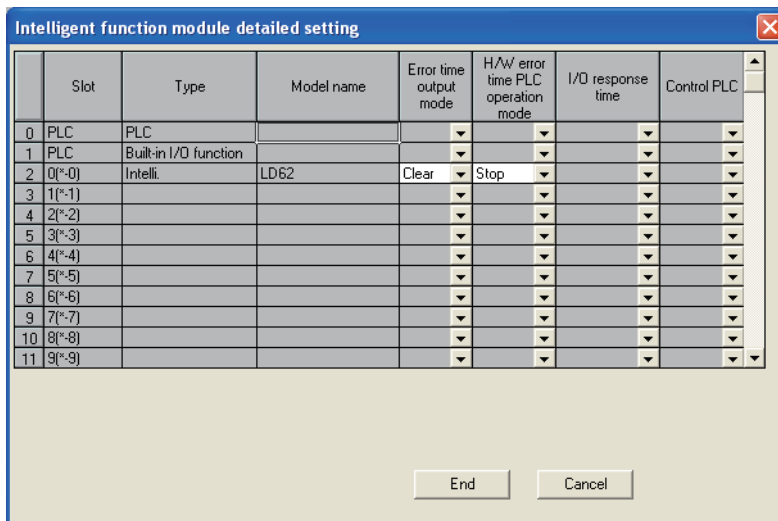 Intelligent function module detailed setting
Slot Type Model name Error time output mode H/W error time PLC operation mode I/O response time Control PLC
0 PLC PLC
1 PLC Built-in I/O function
2 0(*-0) Intelli. LD62 Clear Stop
3 1(*-1)
4 2(*-2)
5 3(*-3)
6 4(*-4)
7 5(*-5)
8 6(*-6)
9 7(*-7)
10 8(*-8)
11 9(*-9)
End Cancel